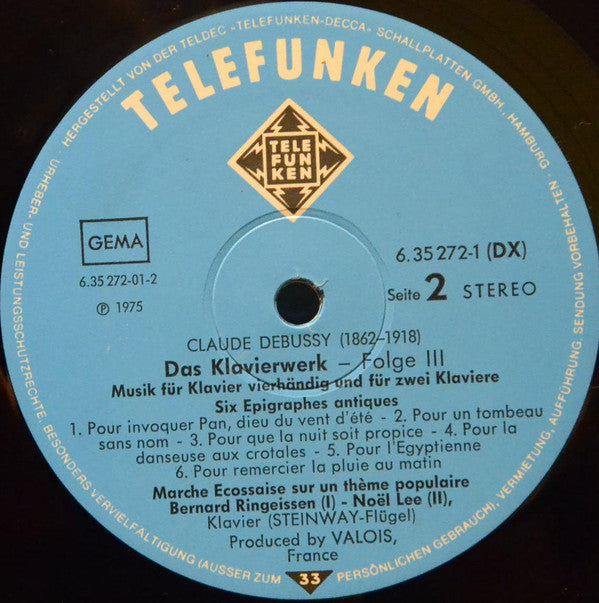 HERGESTELLT VON DER TELDEC »TELEFUNKEN-DECCA« SCHALLPLATTEN GMBH., HAMBURG · URHEBER- UND LEISTUNGSSCHUTZRECHTE: BESONDERS VERVIELFÄLTIGUNG (AUSSER ZUM PERSÖNLICHEN GEBRAUCH), VERMIETUNG, AUFFÜHRUNG, SENDUNG VORBEHALTEN ·
TELEFUNKEN
TELE
FUN
KEN
GEMA
6.35 272-01-2
℗ 1975
6.35 272-1 (DX)
Seite 2 STEREO
CLAUDE DEBUSSY (1862–1918)
Das Klavierwerk – Folge III
Musik für Klavier vierhändig und für zwei Klaviere
Six Epigraphes antiques
1. Pour invoquer Pan, dieu du vent d'été - 2. Pour un tombeau
sans nom - 3. Pour que la nuit soit propice - 4. Pour la
danseuse aux crotales - 5. Pour l'Egyptienne
6. Pour remercier la pluie au matin
Marche Ecossaise sur un thème populaire
Bernard Ringeissen (I) - Noël Lee (II),
Klavier (STEINWAY-Flügel)
Produced by VALOIS,
France
33